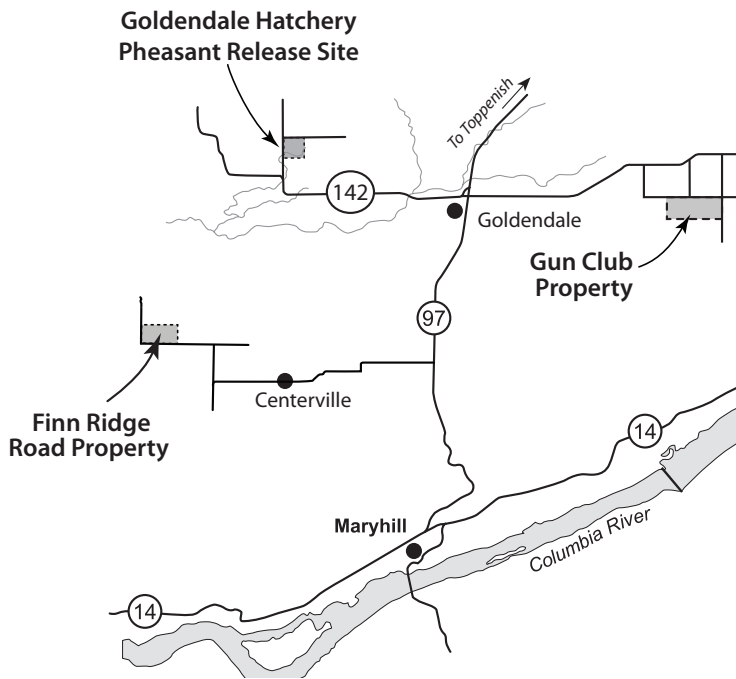 Goldendale Hatchery
Pheasant Release Site
To Toppenish
142
Goldendale
Gun Club
Property
97
Centerville
Finn Ridge
Road Property
14
Maryhill
Columbia River
14